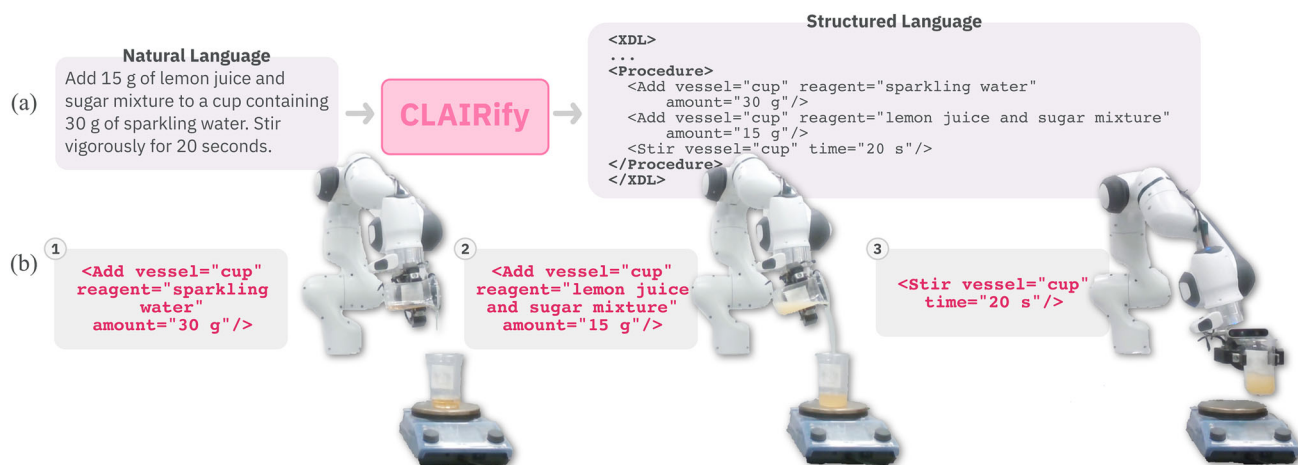 Natural Language
Add 15 g of lemon juice and
sugar mixture to a cup containing
30 g of sparkling water. Stir
vigorously for 20 seconds.
(a)
CLAIRify
Structured Language
<XDL>
...
<Procedure>
<Add vessel="cup" reagent="sparkling water"
amount="30 g"/>
<Add vessel="cup" reagent="lemon juice and sugar mixture"
amount="15 g"/>
<Stir vessel="cup" time="20 s"/>
</Procedure>
</XDL>
(b)
1
<Add vessel="cup"
reagent="sparkling
water"
amount="30 g"/>
2
<Add vessel="cup"
reagent="lemon juice
and sugar mixture"
amount="15 g"/>
3
<Stir vessel="cup"
time="20 s"/>